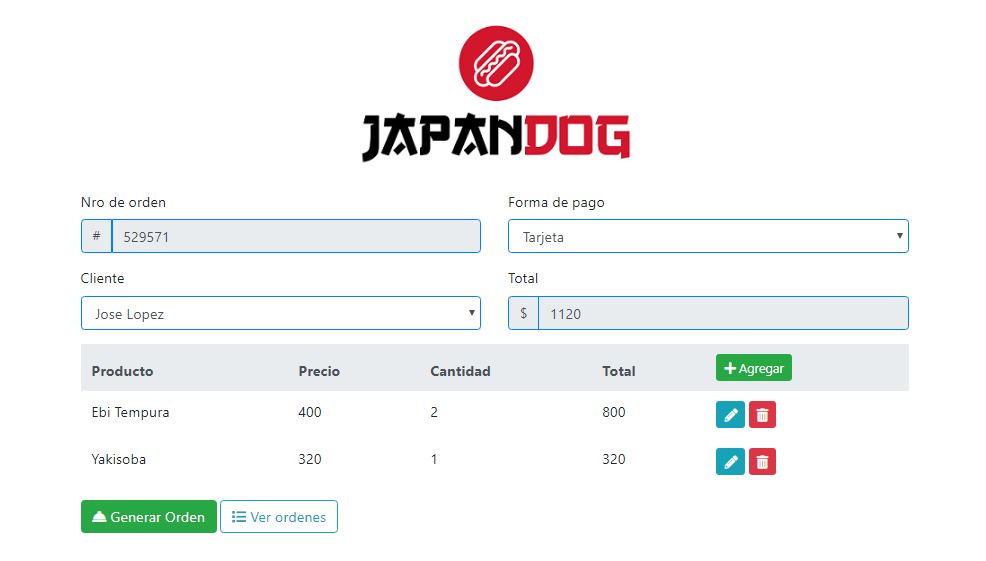 JAPANDOG
Nro de orden
# 529571
Forma de pago
Tarjeta
Cliente
Jose Lopez
Total
$ 1120
Producto Precio Cantidad Total Agregar
Ebi Tempura 400 2 800
Yakisoba 320 1 320
Generar Orden Ver ordenes